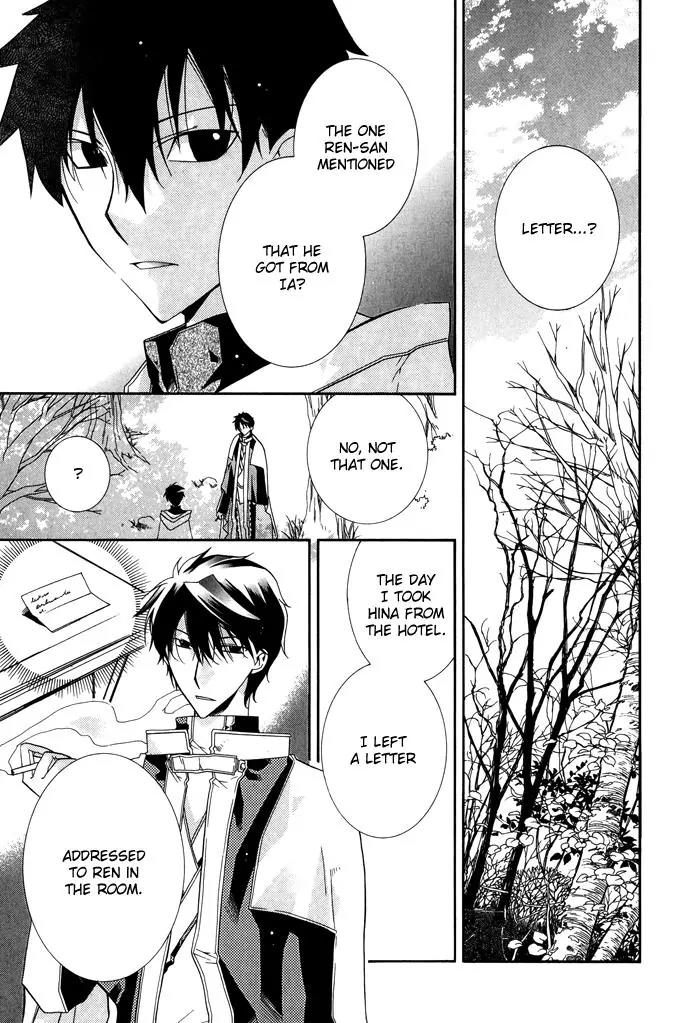 LETTER...?
THE ONE
REN-SAN
MENTIONED
THAT HE
GOT FROM
IA?
NO, NOT
THAT ONE.
?
THE DAY
I TOOK
HINA FROM
THE HOTEL.
I LEFT
A LETTER
ADDRESSED
TO REN IN
THE ROOM.